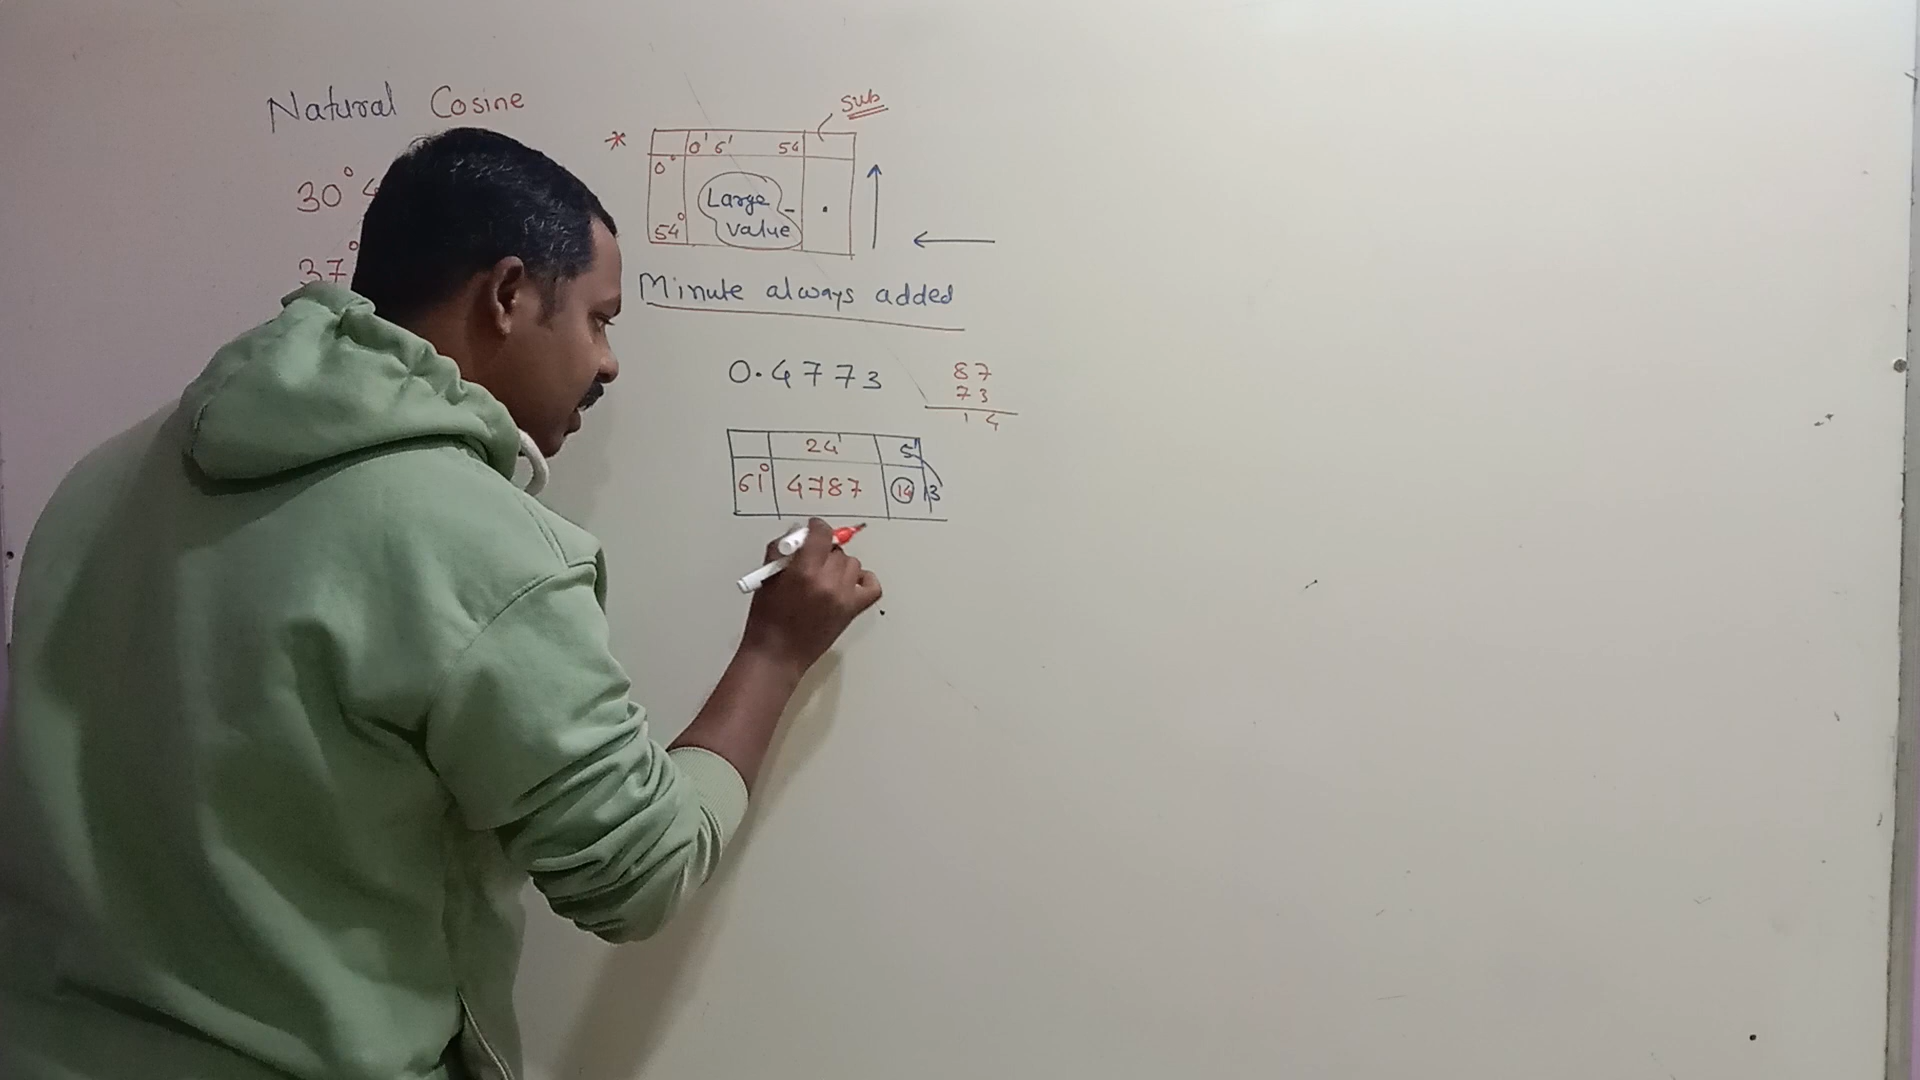 Natural Cosine
Sub
*
0' 6' 54
0°
Large
value
54°
30°
37°
Minute always added
0.4773
87
73
14
24' 5'
61° 4787 14 13